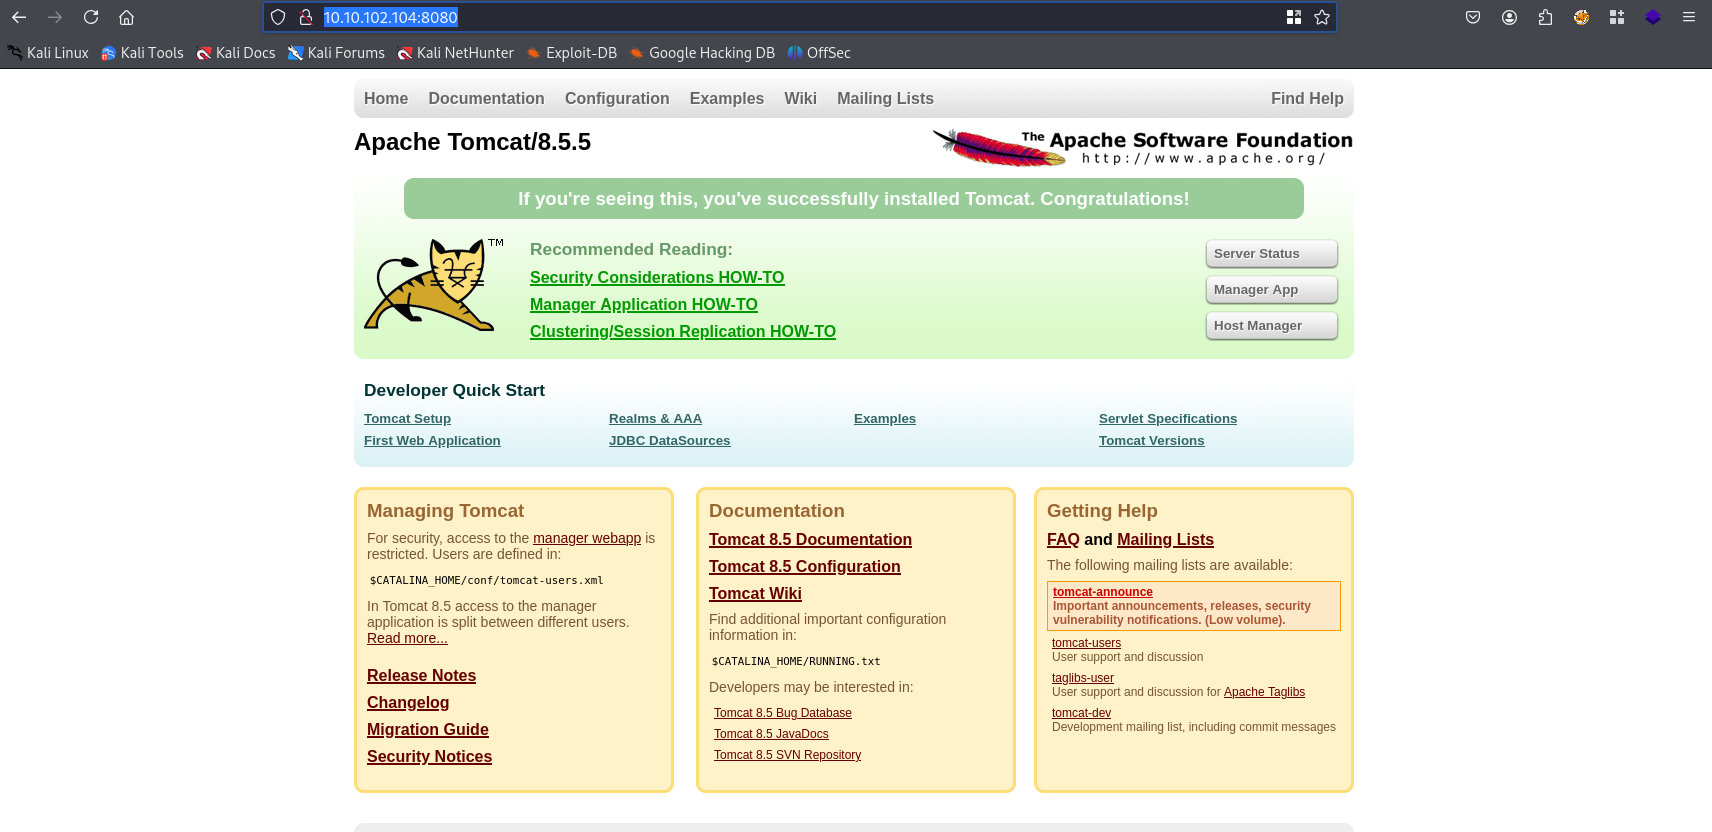 10.10.102.104:8080
Kali Linux Kali Tools Kali Docs Kali Forums Kali NetHunter Exploit-DB Google Hacking DB OffSec
Home Documentation Configuration Examples Wiki Mailing Lists Find Help
Apache Tomcat/8.5.5
The Apache Software Foundation
http://www.apache.org/
If you're seeing this, you've successfully installed Tomcat. Congratulations!
TM
Recommended Reading:
Security Considerations HOW-TO
Manager Application HOW-TO
Clustering/Session Replication HOW-TO
Server Status
Manager App
Host Manager
Developer Quick Start
Tomcat Setup Realms & AAA Examples Servlet Specifications
First Web Application JDBC DataSources Tomcat Versions
Managing Tomcat
For security, access to the manager webapp is
restricted. Users are defined in:
$CATALINA_HOME/conf/tomcat-users.xml
In Tomcat 8.5 access to the manager
application is split between different users.
Read more...
Release Notes
Changelog
Migration Guide
Security Notices
Documentation
Tomcat 8.5 Documentation
Tomcat 8.5 Configuration
Tomcat Wiki
Find additional important configuration
information in:
$CATALINA_HOME/RUNNING.txt
Developers may be interested in:
Tomcat 8.5 Bug Database
Tomcat 8.5 JavaDocs
Tomcat 8.5 SVN Repository
Getting Help
FAQ and Mailing Lists
The following mailing lists are available:
tomcat-announce
Important announcements, releases, security
vulnerability notifications. (Low volume).
tomcat-users
User support and discussion
taglibs-user
User support and discussion for Apache Taglibs
tomcat-dev
Development mailing list, including commit messages